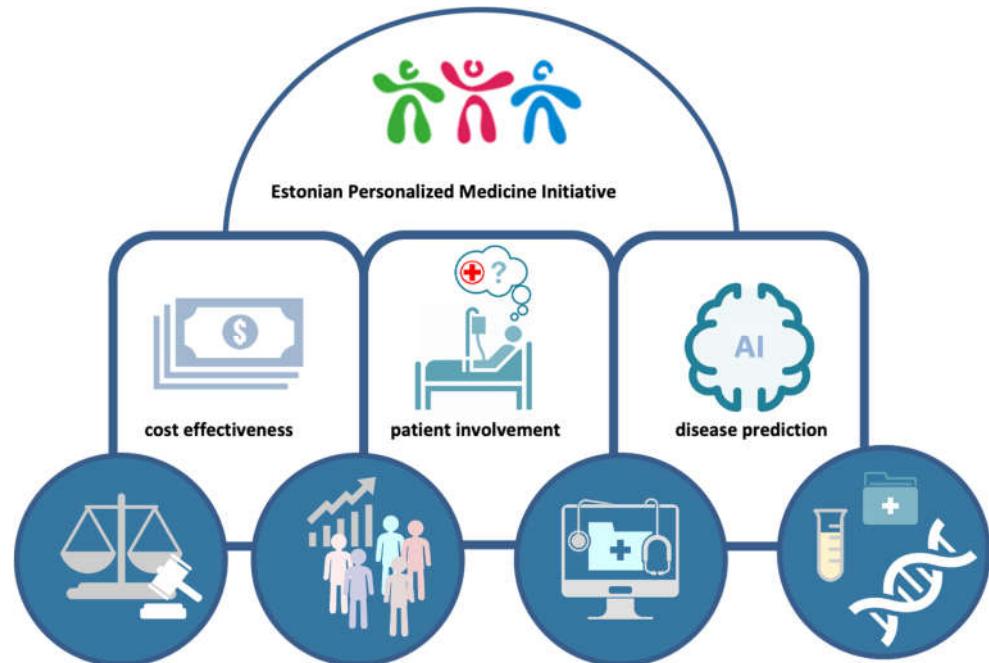 Estonian Personalized Medicine Initiative
?
$
AI
cost effectiveness
patient involvement
disease prediction